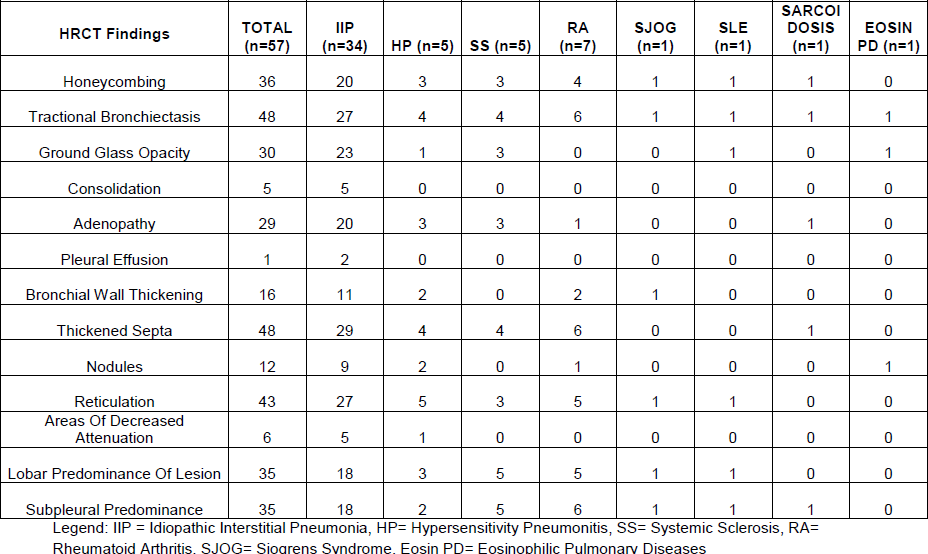 HRCT Findings TOTAL (n=57) IIP (n=34) HP (n=5) SS (n=5) RA (n=7) SJOG (n=1) SLE (n=1) SARCOI DOSIS (n=1) EOSIN PD (n=1)
Honeycombing 36 20 3 3 4 1 1 1 0
Tractional Bronchiectasis 48 27 4 4 6 1 1 1 1
Ground Glass Opacity 30 23 1 3 0 0 1 0 1
Consolidation 5 5 0 0 0 0 0 0 0
Adenopathy 29 20 3 3 1 0 0 1 0
Pleural Effusion 1 2 0 0 0 0 0 0 0
Bronchial Wall Thickening 16 11 2 0 2 1 0 0 0
Thickened Septa 48 29 4 4 6 0 0 1 0
Nodules 12 9 2 0 1 0 0 0 1
Reticulation 43 27 5 3 5 1 1 0 0
Areas Of Decreased Attenuation 6 5 1 0 0 0 0 0 0
Lobar Predominance Of Lesion 35 18 3 5 5 1 1 0 0
Subpleural Predominance 35 18 2 5 6 1 1 1 0
Legend: IIP = Idiopathic Interstitial Pneumonia, HP= Hypersensitivity Pneumonitis, SS= Systemic Sclerosis, RA=
Rheumatoid Arthritis, SJOG= Sjogrens Syndrome, Eosin PD= Eosinophilic Pulmonary Diseases